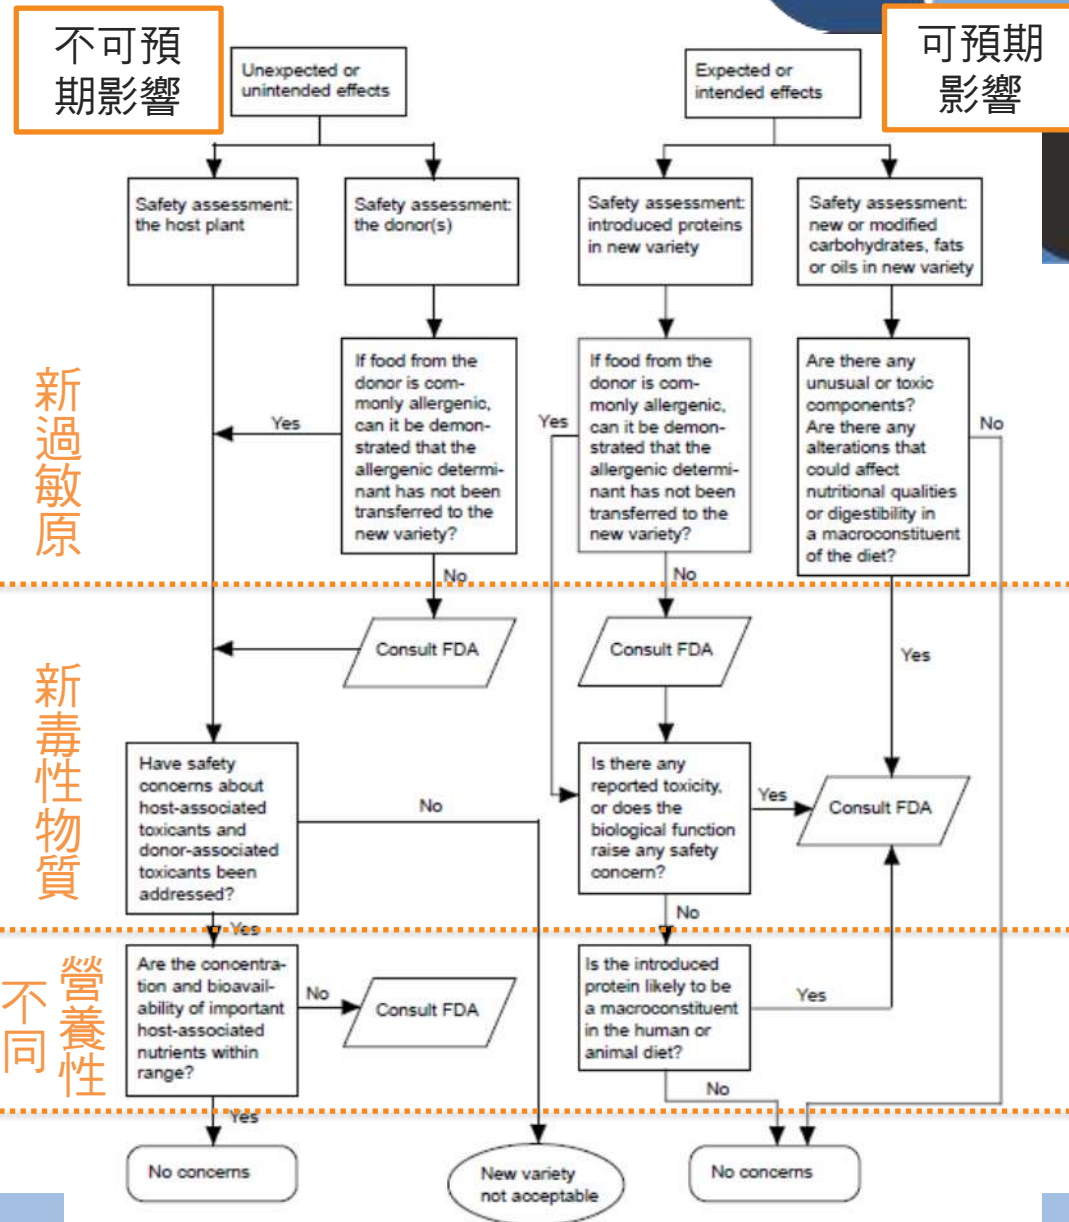 不可預
期影響
可預期
影響
Unexpected or
unintended effects
Expected or
intended effects
Safety assessment:
the host plant
Safety assessment:
the donor(s)
Safety assessment:
introduced proteins
in new variety
Safety assessment:
new or modified
carbohydrates, fats
or oils in new variety
新過敏原
If food from the
donor is com-
monly allergenic,
can it be demon-
strated that the
allergenic determi-
nant has not been
transferred to the
new variety?
Yes
No
If food from the
donor is com-
monly allergenic,
can it be demon-
strated that the
allergenic determi-
nant has not been
transferred to the
new variety?
Yes
No
Are there any
unusual or toxic
components?
Are there any
alterations that
could affect
nutritional qualities
or digestibility in
a macroconstituent
of the diet?
No
Yes
新毒性物質
Consult FDA
Consult FDA
Have safety
concerns about
host-associated
toxicants and
donor-associated
toxicants been
addressed?
No
Yes
Is there any
reported toxicity,
or does the
biological function
raise any safety
concern?
Yes
No
Consult FDA
營養性
不同
Are the concentra-
tion and bioavail-
ability of important
host-associated
nutrients within
range?
No
Yes
Consult FDA
Is the introduced
protein likely to be
a macroconstituent
in the human or
animal diet?
Yes
No
No concerns
New variety
not acceptable
No concerns